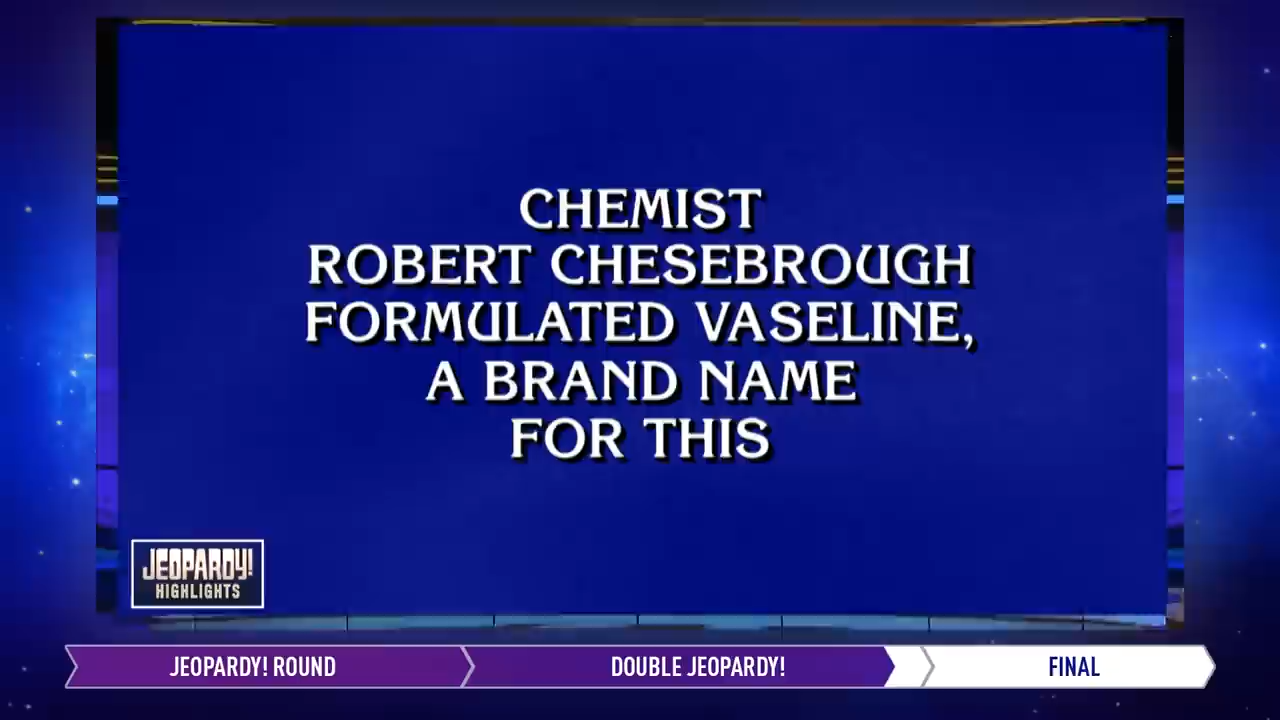 CHEMIST
ROBERT CHESEBROUGH
FORMULATED VASELINE,
A BRAND NAME
FOR THIS
JEOPARDY!
HIGHLIGHTS
JEOPARDY! ROUND
DOUBLE JEOPARDY!
FINAL